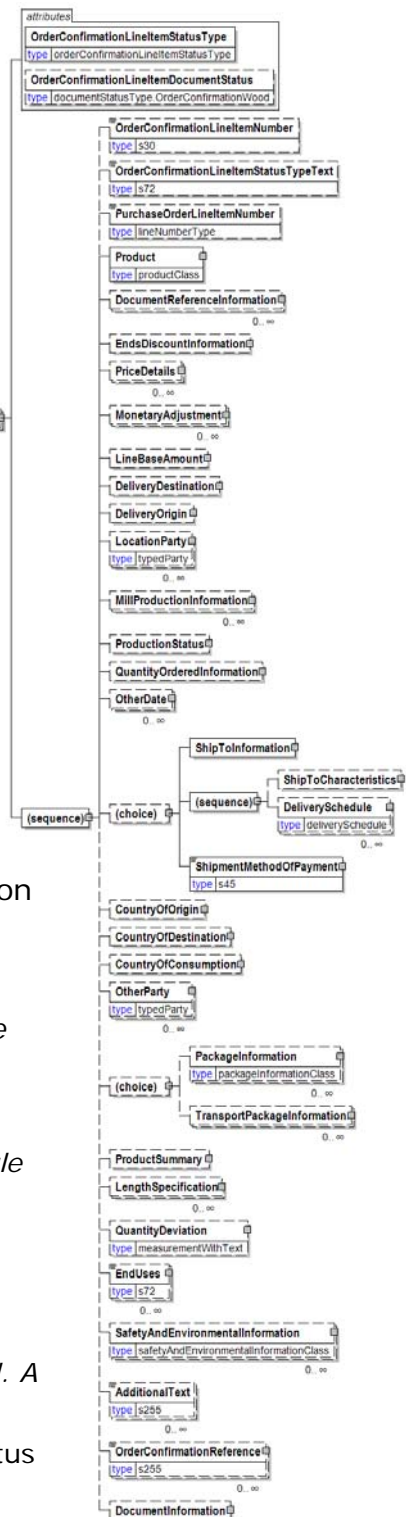 attributes
OrderConfirmationLineItemStatusType
type orderConfirmationLineItemStatusType
OrderConfirmationLineItemDocumentStatus
type documentStatusType.OrderConfirmationWood
OrderConfirmationLineItemNumber
type s30
OrderConfirmationLineItemStatusTypeText
type s72
PurchaseOrderLineItemNumber
type lineNumberType
Product
type productClass
DocumentReferenceInformation
0..∞
EndsDiscountInformation
PriceDetails
0..∞
MonetaryAdjustment
0..∞
LineBaseAmount
DeliveryDestination
DeliveryOrigin
LocationParty
type typedParty
0..∞
MillProductionInformation
0..∞
ProductionStatus
QuantityOrderedInformation
OtherDate
0..∞
ShipToInformation
ShipToCharacteristics
(sequence)
(choice)
(sequence)
DeliverySchedule
type deliverySchedule
0..∞
ShipmentMethodOfPayment
type s45
on
CountryOfOrigin
CountryOfDestination
CountryOfConsumption
e
OtherParty
type typedParty
0..∞
PackageInformation
type packageInformationClass
0..∞
(choice)
TransportPackageInformation
0..∞
le
ProductSummary
LengthSpecification
0..∞
QuantityDeviation
type measurementWithText
EndUses
type s72
0..∞
SafetyAndEnvironmentalInformation
type safetyAndEnvironmentalInformationClass
0..∞
l. A
AdditionalText
type s255
0..∞
tus
OrderConfirmationReference
type s255
0..∞
DocumentInformation